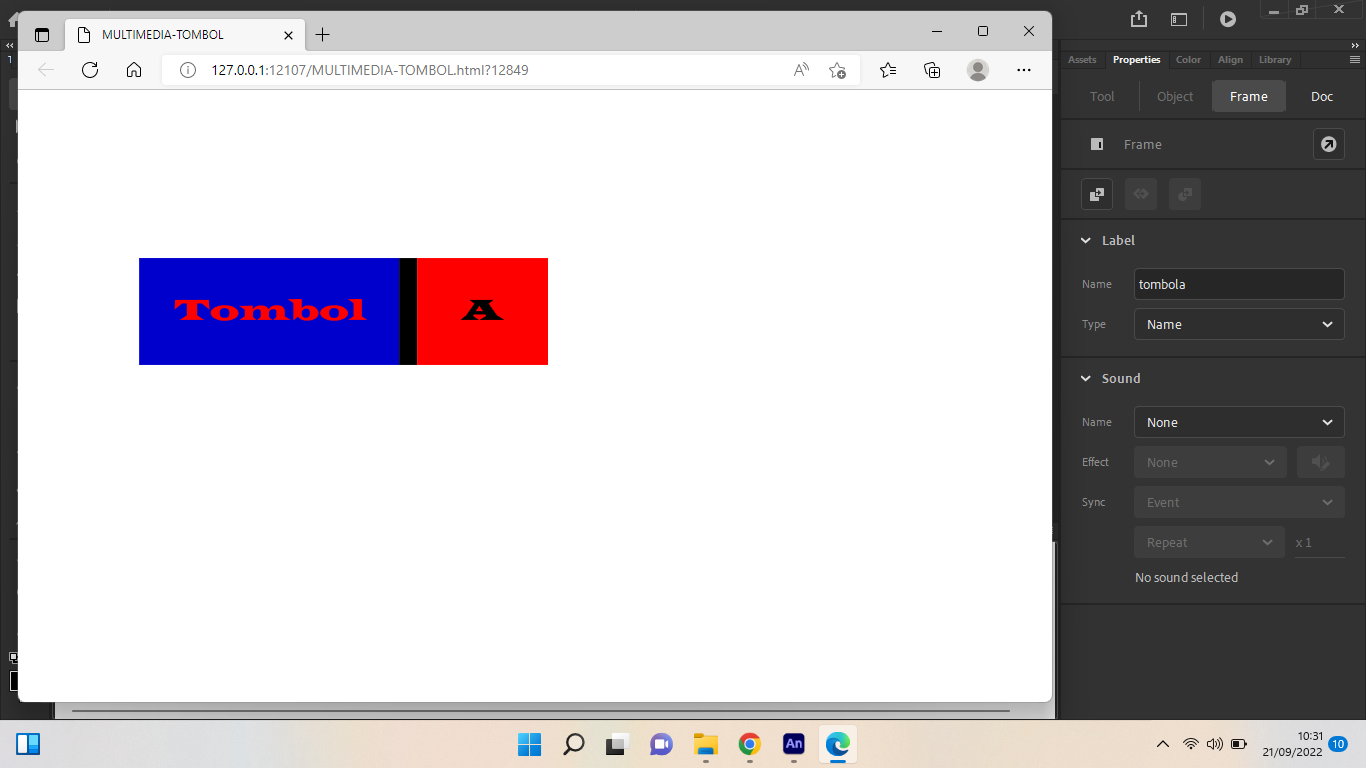 MULTIMEDIA-TOMBOL
127.0.0.1:12107/MULTIMEDIA-TOMBOL.html?12849
Tombol A
1
Assets Properties Color Align Library
Tool Object Frame Doc
Frame
Label
Name tombola
Type Name
Sound
Name None
Effect None
Sync Event
Repeat x 1
No sound selected
An
10:31
21/09/2022
10